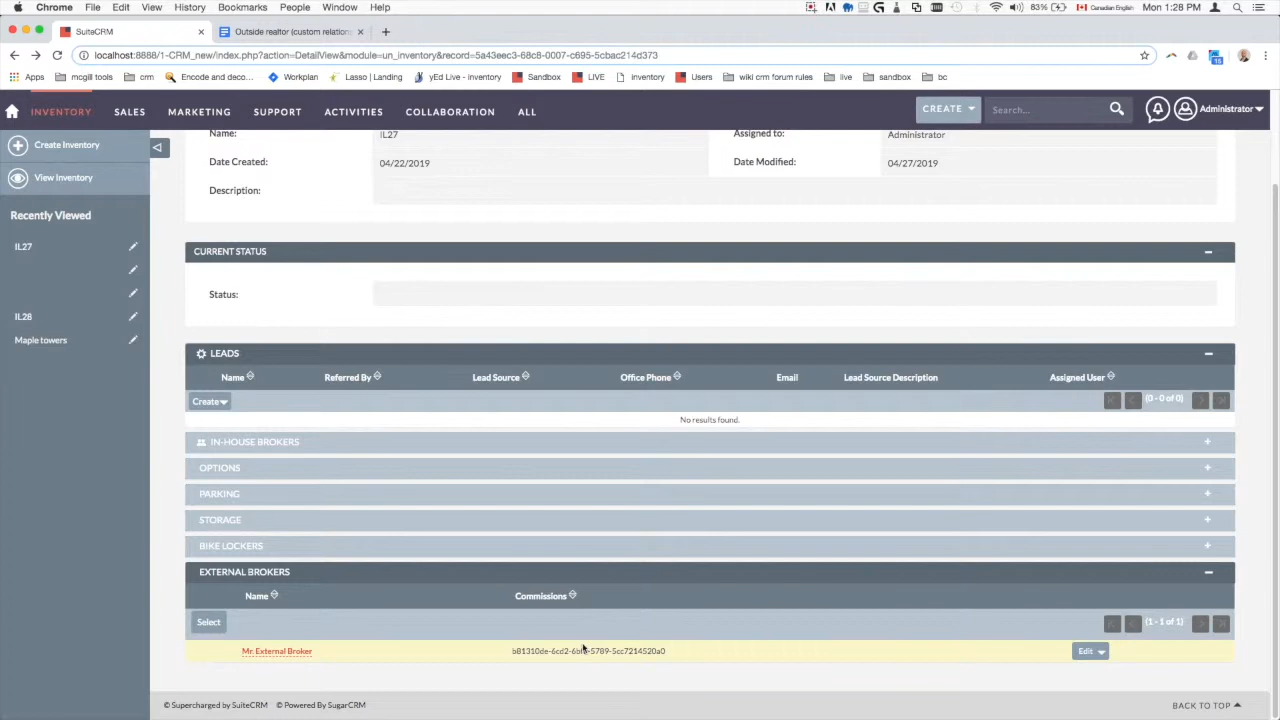 Chrome File Edit View History Bookmarks People Window Help 83% Canadian English Mon 1:28 PM
SuiteCRM × Outside realtor (custom relation × +
localhost:8888/1-CRM_new/index.php?action=DetailView&module=un_inventory&record=5a43eec3-68c8-0007-c695-5cbac214d373 15
Apps mogill tools crm Encode and deco... Workplan Lasso | Landing yEd Live - inventory Sandbox LIVE inventory Users wiki crm forum rules live sandbox bc
INVENTORY SALES MARKETING SUPPORT ACTIVITIES COLLABORATION ALL CREATE Search... Administrator
Create Inventory
View Inventory
Recently Viewed
IL27
IL28
Maple towers
Name: IL27 Assigned to: Administrator
Date Created: 04/22/2019 Date Modified: 04/27/2019
Description:
CURRENT STATUS
Status:
LEADS
Name Referred By Lead Source Office Phone Email Lead Source Description Assigned User
Create (0 - 0 of 0)
No results found.
IN-HOUSE BROKERS
OPTIONS
PARKING
STORAGE
BIKE LOCKERS
EXTERNAL BROKERS
Name Commissions
Select (1 - 1 of 1)
Mr. External Broker Edit
© Supercharged by SuiteCRM © Powered By SugarCRM BACK TO TOP